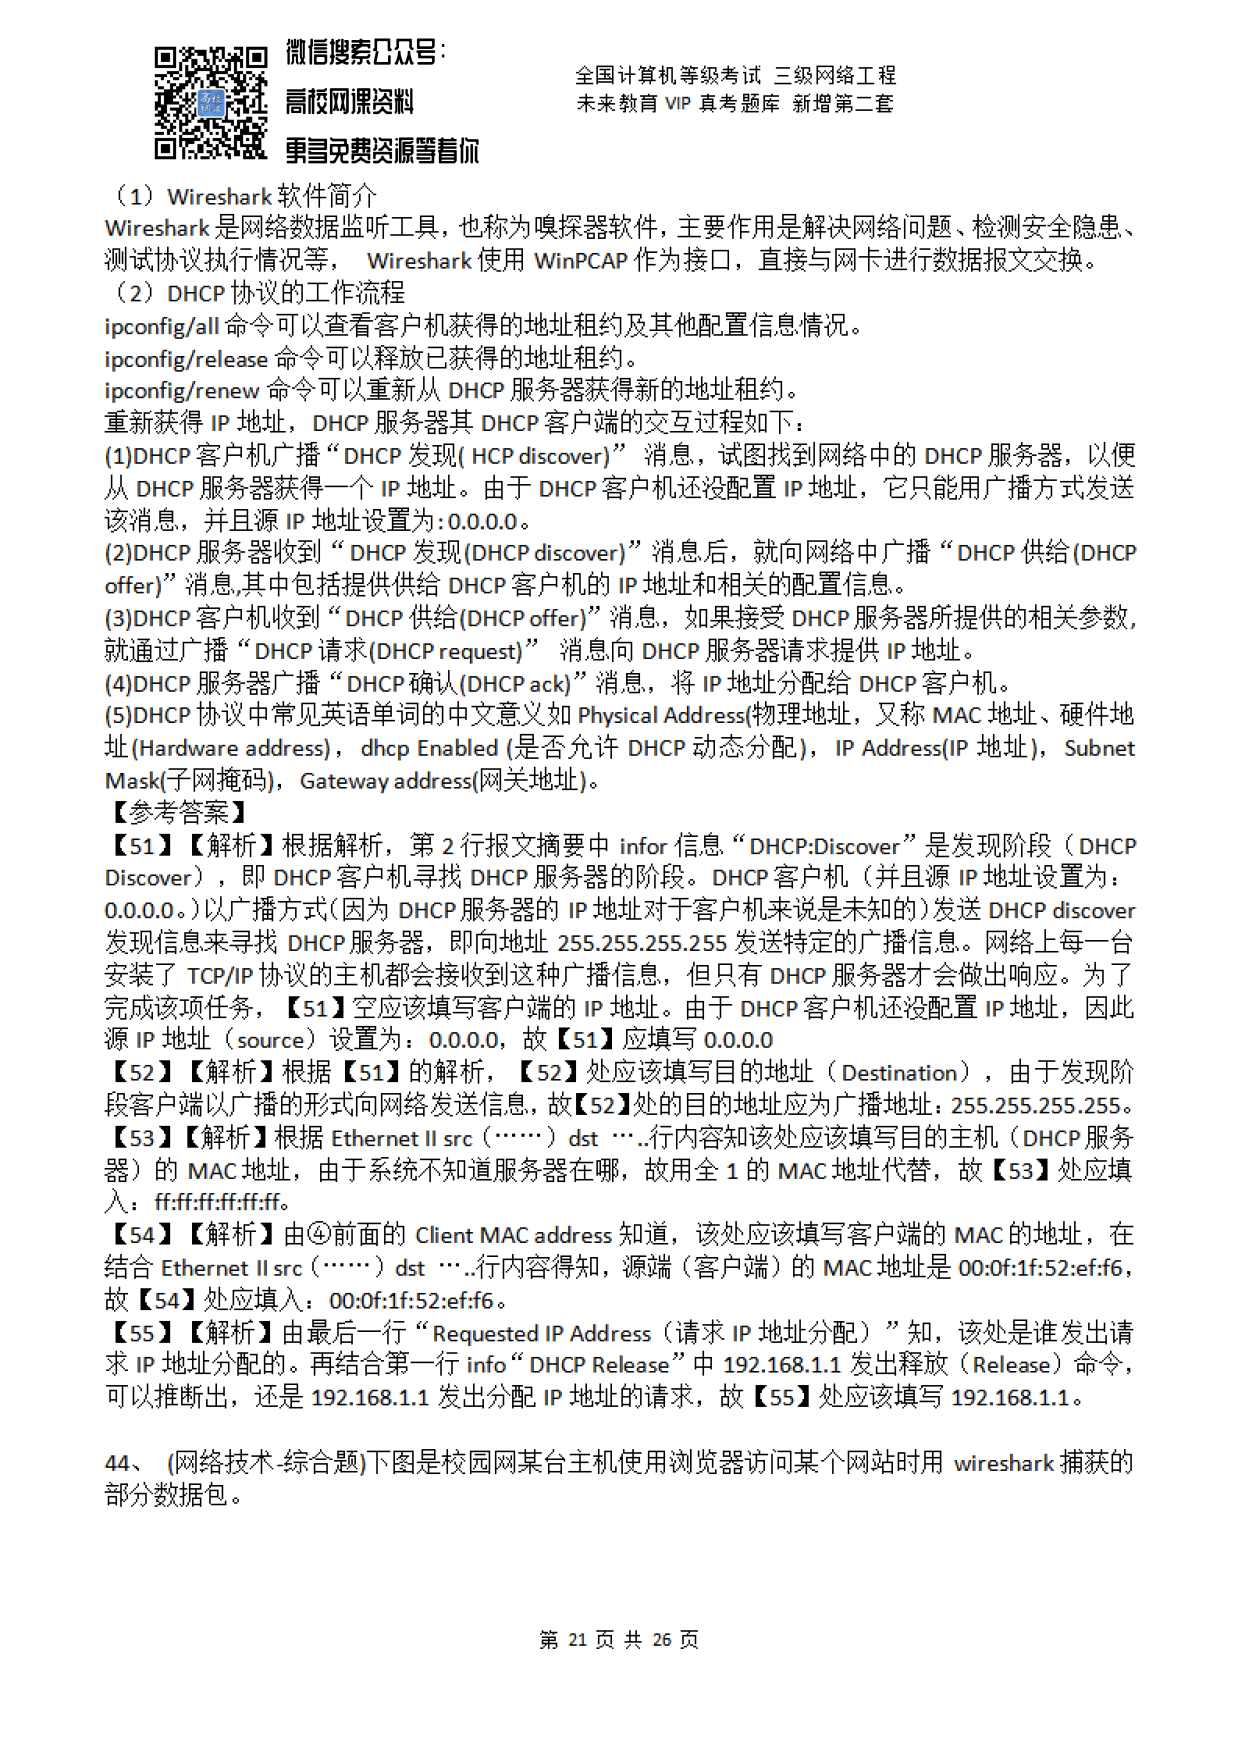 微信搜索公众号：
高校网课资料
更多免费资源等着你
全国计算机等级考试 三级网络工程
未来教育 VIP 真考题库 新增第二套
（1）Wireshark 软件简介
Wireshark 是网络数据监听工具，也称为嗅探器软件，主要作用是解决网络问题、检测安全隐患、
测试协议执行情况等， Wireshark 使用 WinPCAP 作为接口，直接与网卡进行数据报文交换。
（2）DHCP 协议的工作流程
ipconfig/all 命令可以查看客户机获得的地址租约及其他配置信息情况。
ipconfig/release 命令可以释放已获得的地址租约。
ipconfig/renew 命令可以重新从 DHCP 服务器获得新的地址租约。
重新获得 IP 地址，DHCP 服务器其 DHCP 客户端的交互过程如下：
(1)DHCP 客户机广播“DHCP 发现( HCP discover)” 消息，试图找到网络中的 DHCP 服务器，以便
从 DHCP 服务器获得一个 IP 地址。由于 DHCP 客户机还没配置 IP 地址，它只能用广播方式发送
该消息，并且源 IP 地址设置为:0.0.0.0。
(2)DHCP 服务器收到“DHCP 发现(DHCP discover)”消息后，就向网络中广播“DHCP 供给(DHCP
offer)”消息,其中包括提供供给 DHCP 客户机的 IP 地址和相关的配置信息。
(3)DHCP 客户机收到“DHCP 供给(DHCP offer)”消息，如果接受 DHCP 服务器所提供的相关参数,
就通过广播“DHCP 请求(DHCP request)” 消息向 DHCP 服务器请求提供 IP 地址。
(4)DHCP 服务器广播“DHCP 确认(DHCP ack)”消息，将 IP 地址分配给 DHCP 客户机。
(5)DHCP 协议中常见英语单词的中文意义如 Physical Address(物理地址，又称 MAC 地址、硬件地
址(Hardware address)，dhcp Enabled (是否允许 DHCP 动态分配)，IP Address(IP 地址)，Subnet
Mask(子网掩码)，Gateway address(网关地址)。
【参考答案】
【51】【解析】根据解析，第 2 行报文摘要中 infor 信息“DHCP:Discover”是发现阶段（DHCP
Discover），即 DHCP 客户机寻找 DHCP 服务器的阶段。DHCP 客户机（并且源 IP 地址设置为：
0.0.0.0。)以广播方式(因为 DHCP 服务器的 IP 地址对于客户机来说是未知的)发送 DHCP discover
发现信息来寻找 DHCP 服务器，即向地址 255.255.255.255 发送特定的广播信息。网络上每一台
安装了 TCP/IP 协议的主机都会接收到这种广播信息，但只有 DHCP 服务器才会做出响应。为了
完成该项任务，【51】空应该填写客户端的 IP 地址。由于 DHCP 客户机还没配置 IP 地址，因此
源 IP 地址（source）设置为：0.0.0.0，故【51】应填写 0.0.0.0
【52】【解析】根据【51】的解析，【52】处应该填写目的地址（Destination），由于发现阶
段客户端以广播的形式向网络发送信息，故【52】处的目的地址应为广播地址：255.255.255.255。
【53】【解析】根据 Ethernet II src（……）dst …..行内容知该处应该填写目的主机（DHCP 服务
器）的 MAC 地址，由于系统不知道服务器在哪，故用全 1 的 MAC 地址代替，故【53】处应填
入：ff:ff:ff:ff:ff:ff。
【54】【解析】由④前面的 Client MAC address 知道，该处应该填写客户端的 MAC 的地址，在
结合 Ethernet II src（……）dst …..行内容得知，源端（客户端）的 MAC 地址是 00:0f:1f:52:ef:f6，
故【54】处应填入：00:0f:1f:52:ef:f6。
【55】【解析】由最后一行“Requested IP Address（请求 IP 地址分配）”知，该处是谁发出请
求 IP 地址分配的。再结合第一行 info“DHCP Release”中 192.168.1.1 发出释放（Release）命令，
可以推断出，还是 192.168.1.1 发出分配 IP 地址的请求，故【55】处应该填写 192.168.1.1。
44、 (网络技术-综合题)下图是校园网某台主机使用浏览器访问某个网站时用 wireshark 捕获的
部分数据包。
第 21 页 共 26 页